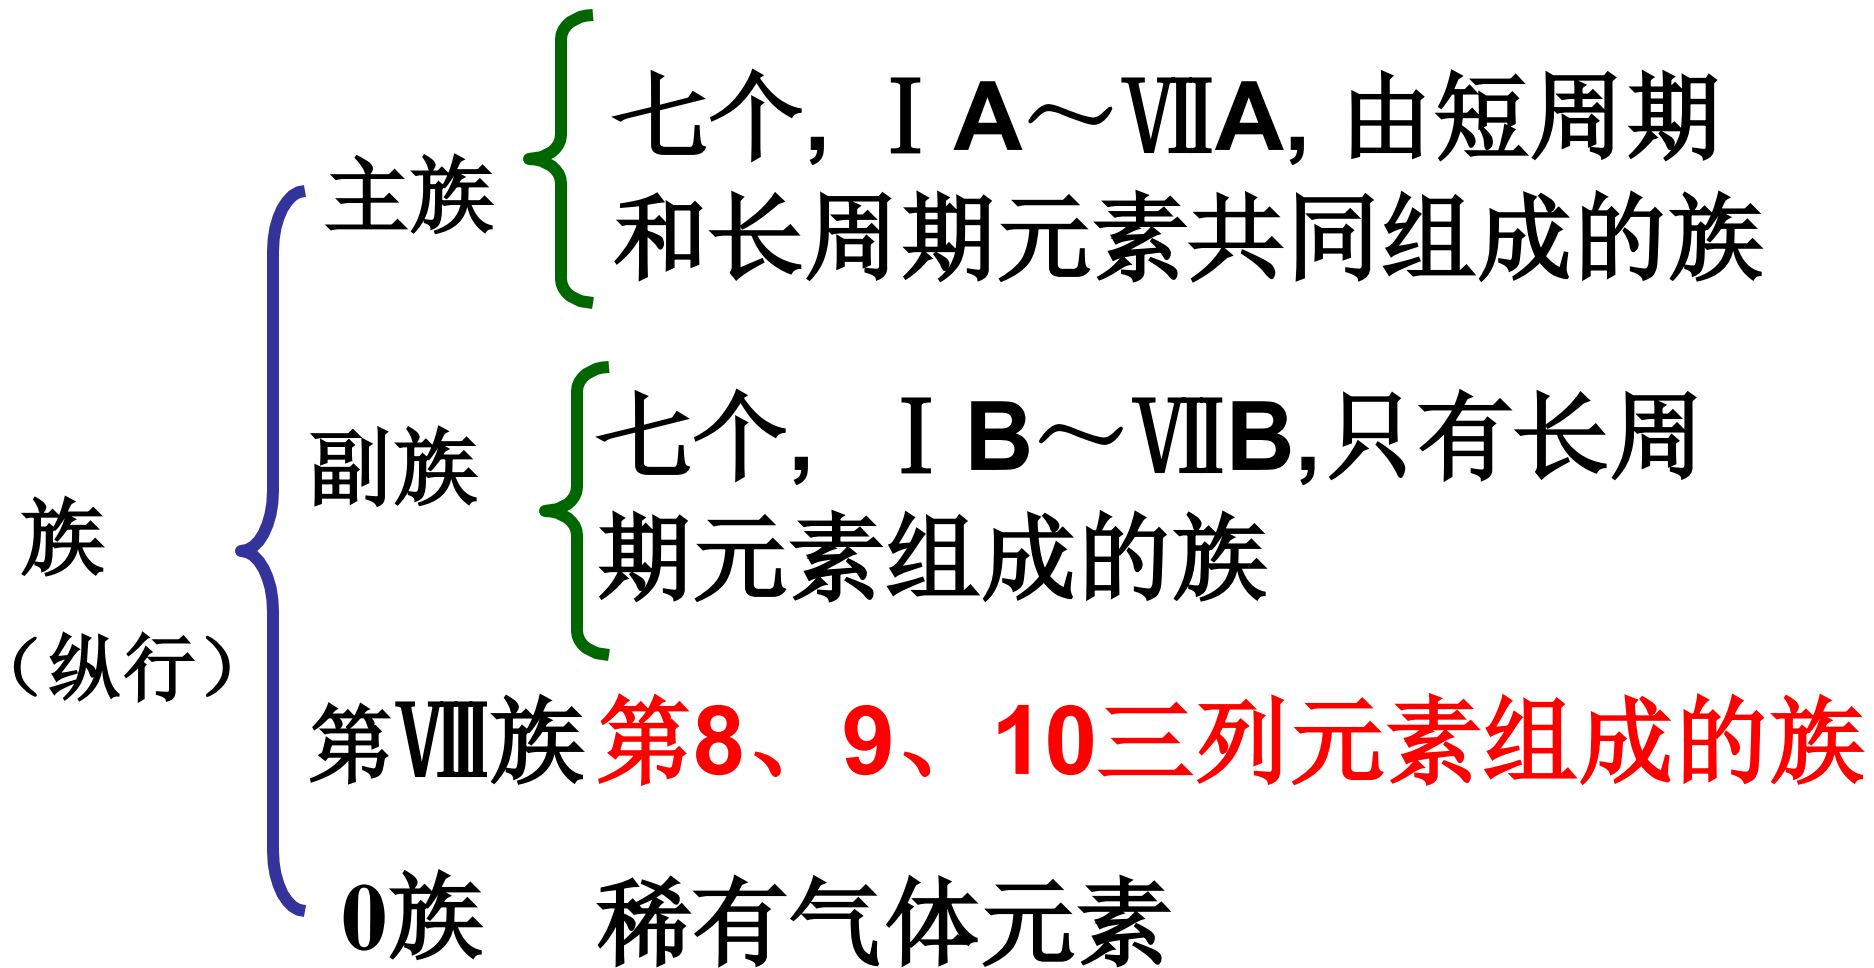 主族
七个, Ⅰ A～ⅦA, 由短周期
和长周期元素共同组成的族
副族
七个, Ⅰ B～ⅦB,只有长周
期元素组成的族
族
（纵行）
第Ⅷ族 第8、9、10三列元素组成的族
0族 稀有气体元素